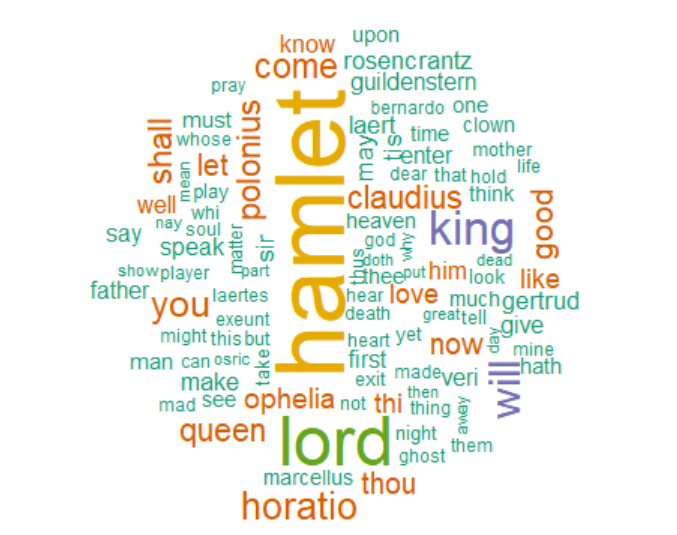 upon
know
come
rosencrantz
guildenstern
pray
bernardo
one
must
polonius
laert
time
clown
whose
shall
hamlet
may
tis
enter
mother
let
mean
dear
that
hold
life
play
claudius
think
well
whi
heaven
king
good
nay
soul
say
speak
matter
sir
god
why
thus
doth
dead
show
player
part
thee
put
him
look
like
father
you
laertes
hear
love
much
gertrud
exeunt
death
great
tell
give
might
this
but
heart
yet
now
day
mine
man
can
osric
take
first
hath
make
exit
made
veri
will
mad
see
ophelia
not
thi
then
thing
away
queen
lord
night
them
ghost
marcellus
thou
horatio